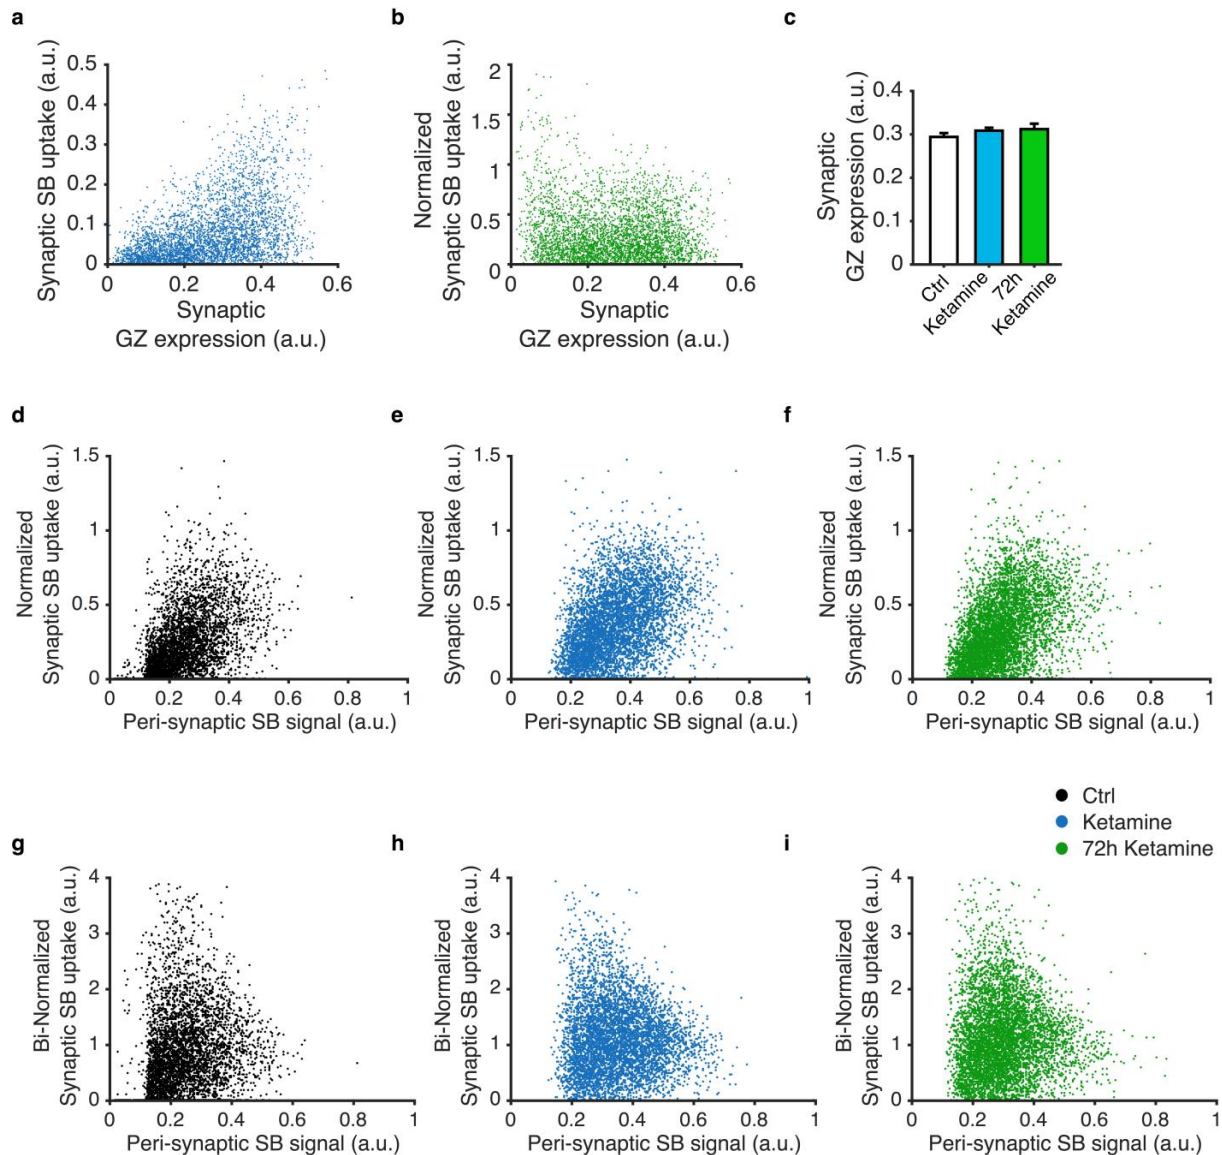 a
Synaptic SB uptake (a.u.)
0.5
0.4
0.3
0.2
0.1
0
0
0.2
0.4
0.6
Synaptic
GZ expression (a.u.)
b
Normalized
Synaptic SB uptake (a.u.)
2
1.5
1
0.5
0
0
0.2
0.4
0.6
Synaptic
GZ expression (a.u.)
c
Synaptic
GZ expression (a.u.)
0.4
0.3
0.2
0.1
0
Ctrl
Ketamine
72h
Ketamine
d
Normalized
Synaptic SB uptake (a.u.)
1.5
1
0.5
0
0
0.2
0.4
0.6
0.8
1
Peri-synaptic SB signal (a.u.)
e
Normalized
Synaptic SB uptake (a.u.)
1.5
1
0.5
0
0
0.2
0.4
0.6
0.8
1
Peri-synaptic SB signal (a.u.)
f
Normalized
Synaptic SB uptake (a.u.)
1.5
1
0.5
0
0
0.2
0.4
0.6
0.8
1
Peri-synaptic SB signal (a.u.)
Ctrl
Ketamine
72h Ketamine
g
Bi-Normalized
Synaptic SB uptake (a.u.)
4
3
2
1
0
0
0.2
0.4
0.6
0.8
1
Peri-synaptic SB signal (a.u.)
h
Bi-Normalized
Synaptic SB uptake (a.u.)
4
3
2
1
0
0
0.2
0.4
0.6
0.8
1
Peri-synaptic SB signal (a.u.)
i
Bi-Normalized
Synaptic SB uptake (a.u.)
4
3
2
1
0
0
0.2
0.4
0.6
0.8
1
Peri-synaptic SB signal (a.u.)